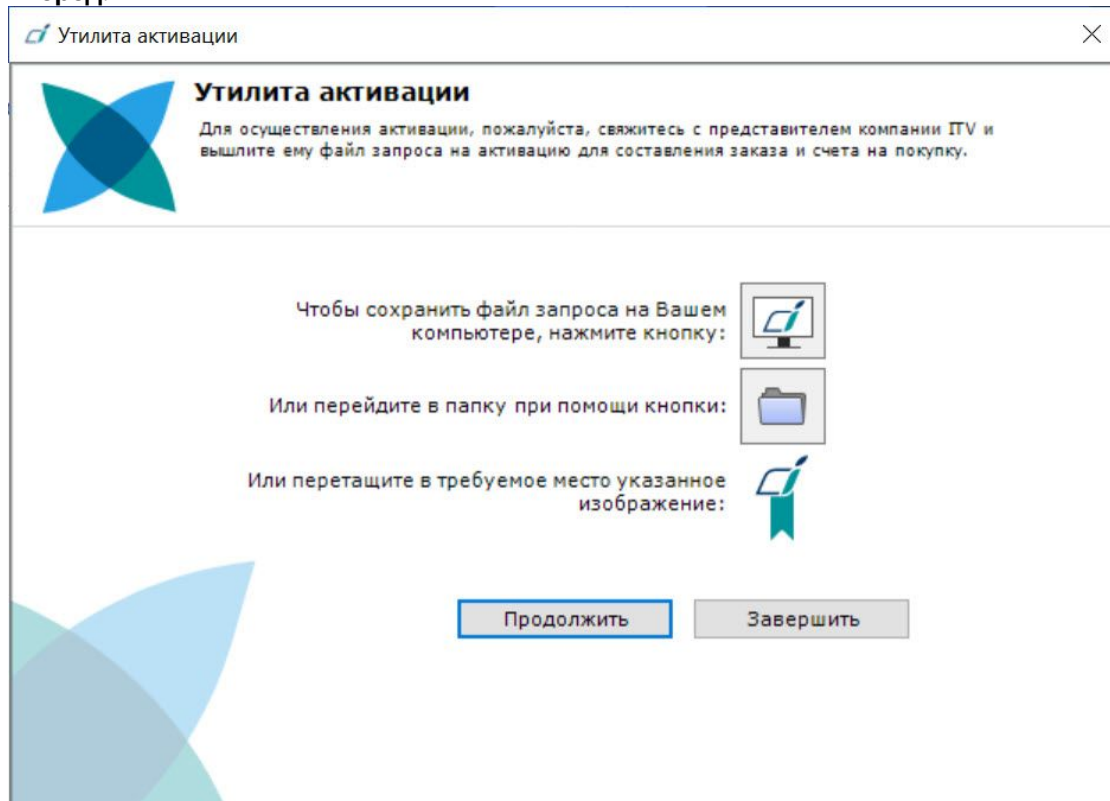 Утилита активации
Утилита активации
Для осуществления активации, пожалуйста, свяжитесь с представителем компании ITV и
вышлите ему файл запроса на активацию для составления заказа и счета на покупку.
Чтобы сохранить файл запроса на Вашем
компьютере, нажмите кнопку:
Или перейдите в папку при помощи кнопки:
Или перетащите в требуемое место указанное
изображение:
Продолжить
Завершить